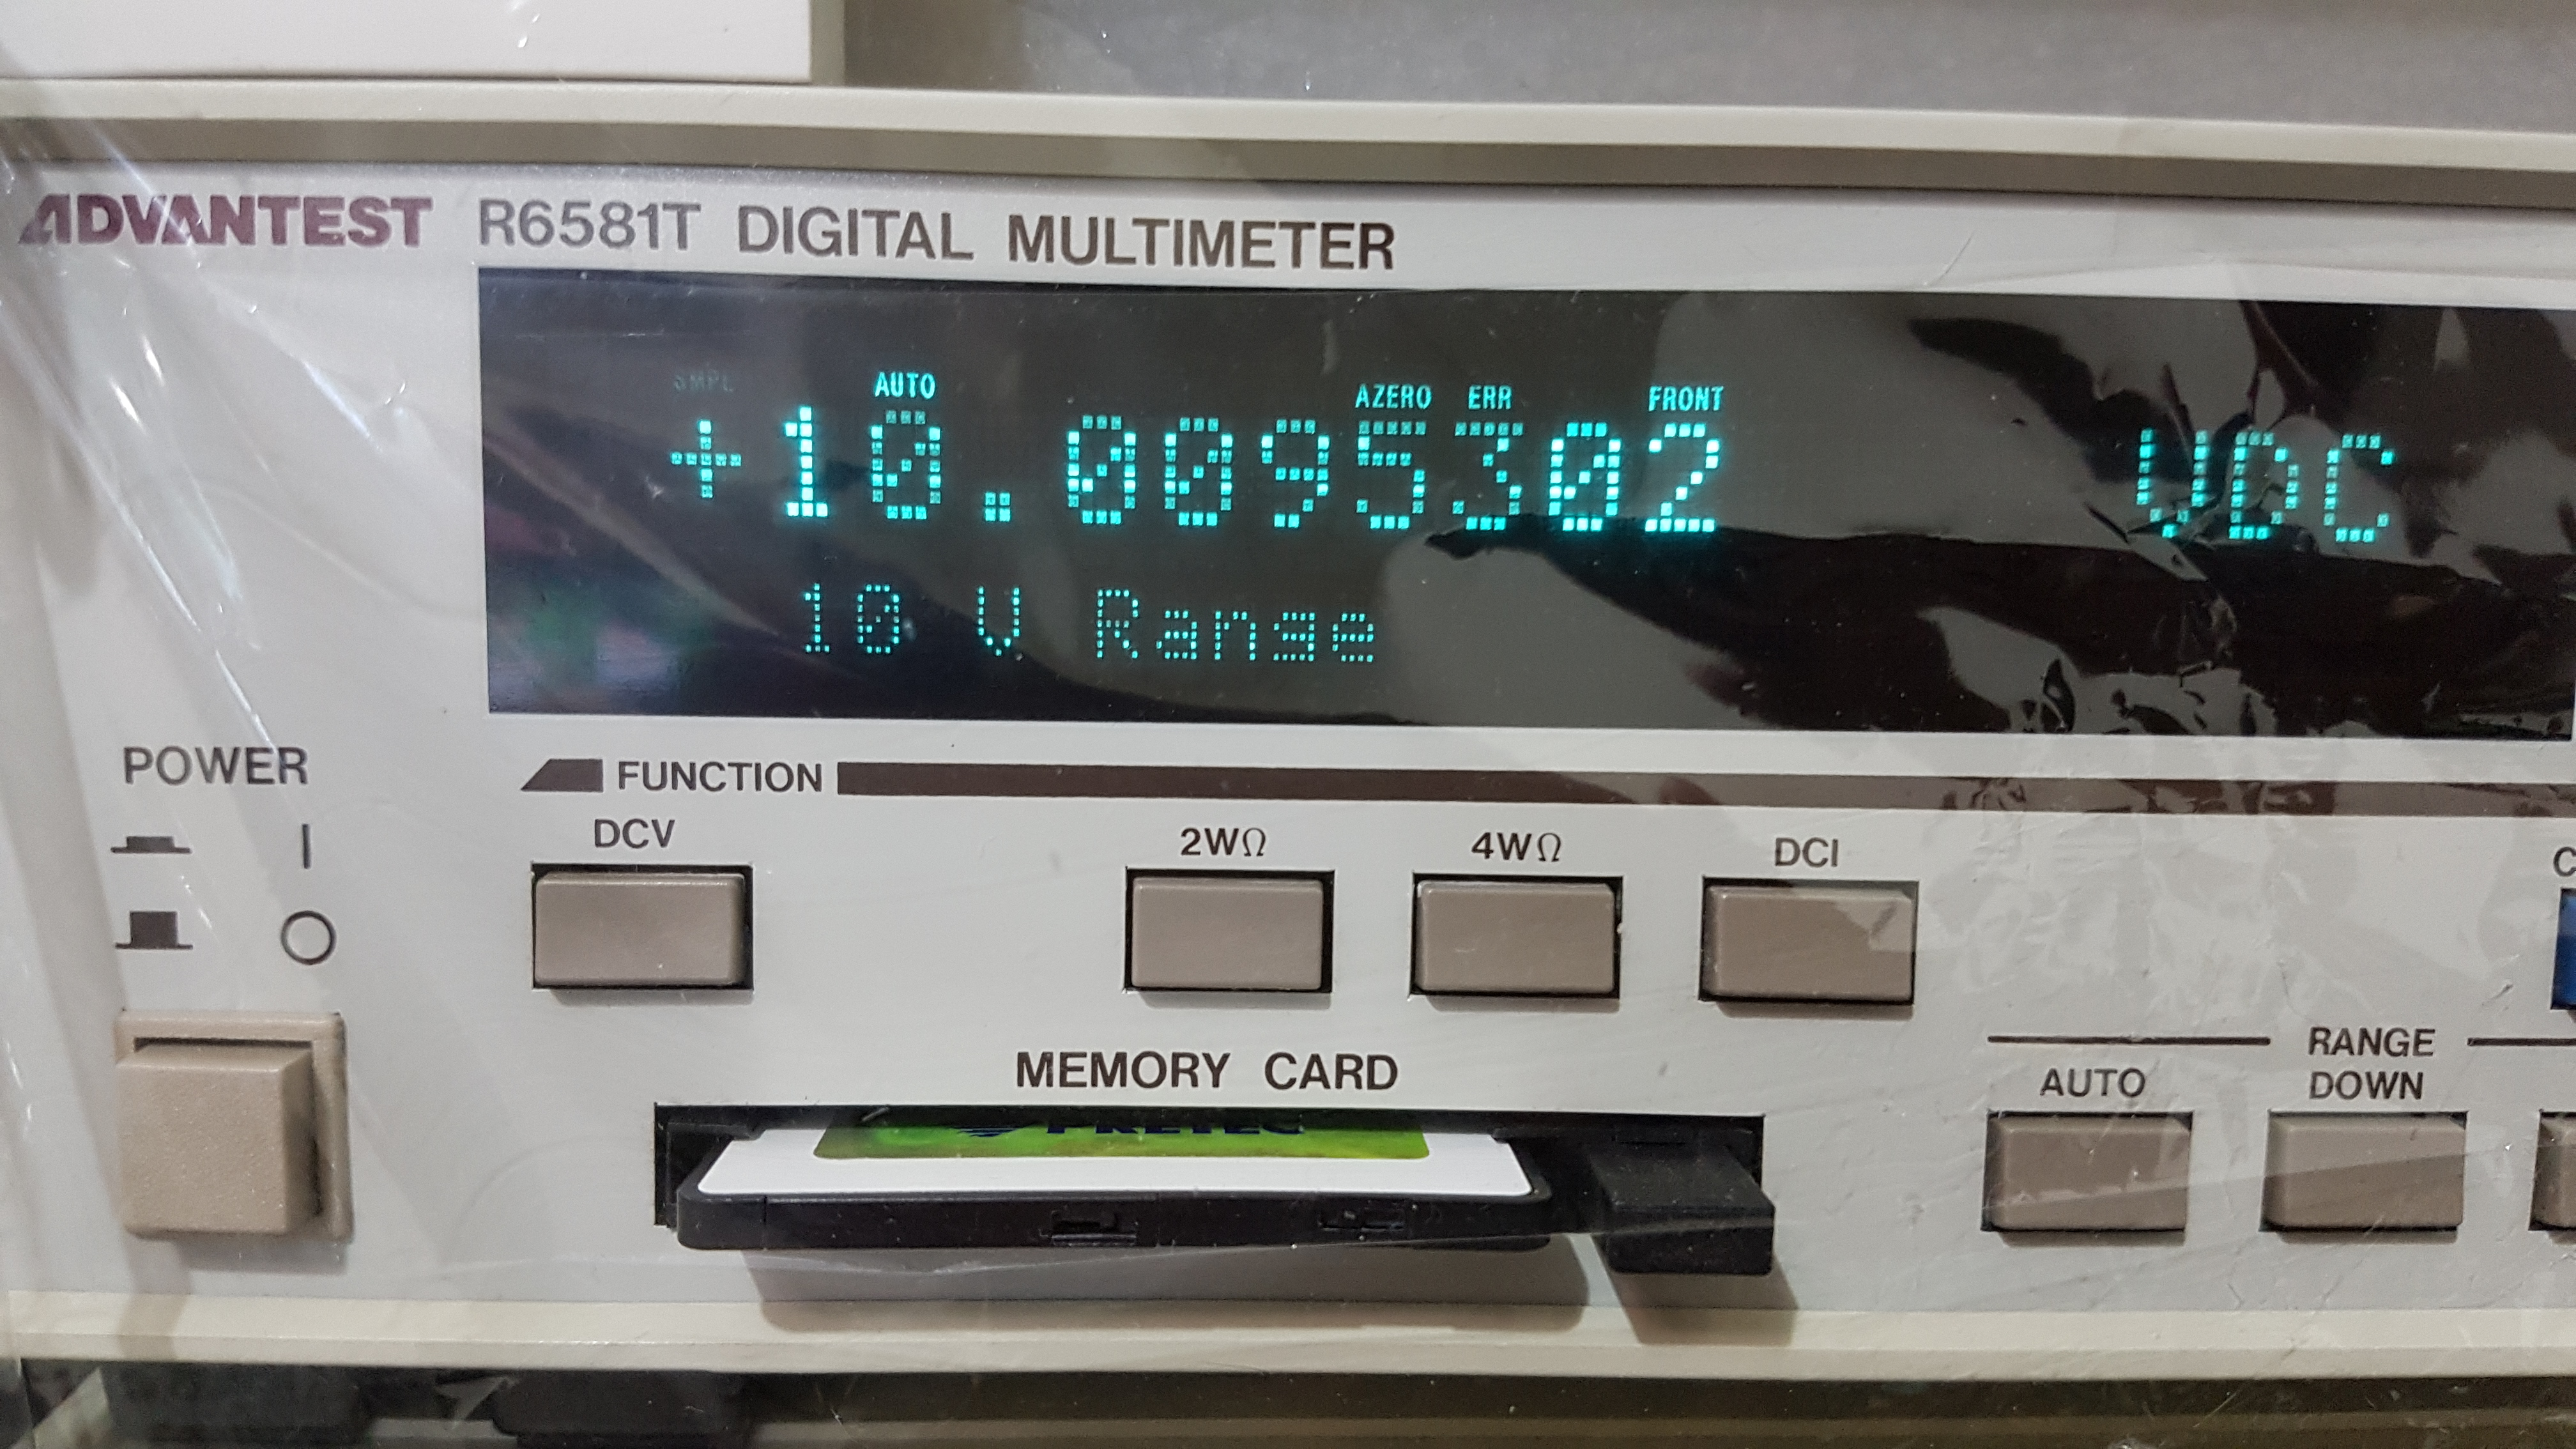 ADVANTEST R6581T DIGITAL MULTIMETER
SMPL AUTO AZERO ERR FRONT
+10.0095302 VDC
10 V Range
POWER
FUNCTION
DCV 2WΩ 4WΩ DCI
MEMORY CARD
RANGE
AUTO DOWN
PRETEC